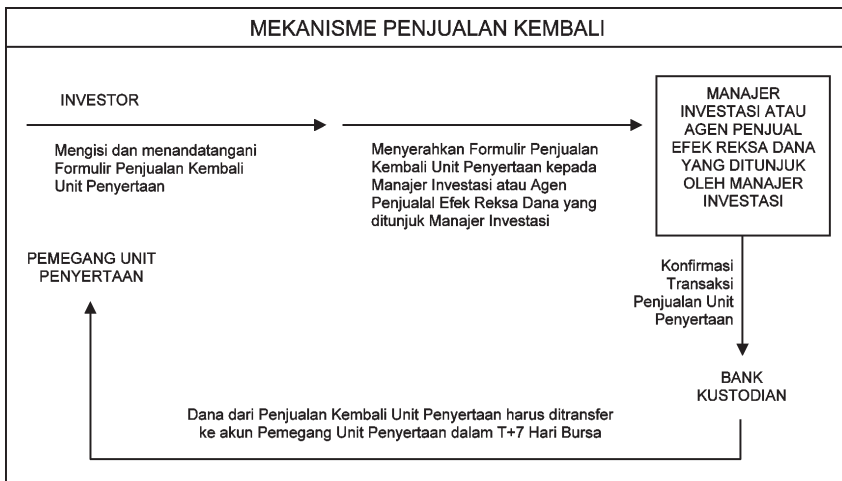 MEKANISME PENJUALAN KEMBALI
INVESTOR
Mengisi dan menandatangani
Formulir Penjualan Kembali
Unit Penyertaan
Menyerahkan Formulir Penjualan
Kembali Unit Penyertaan kepada
Manajer Investasi atau Agen
Penjualal Efek Reksa Dana yang
ditunjuk Manajer Investasi
MANAJER
INVESTASI ATAU
AGEN PENJUAL
EFEK REKSA DANA
YANG DITUNJUK
OLEH MANAJER
INVESTASI
Konfirmasi
Transaksi
Penjualan Unit
Penyertaan
BANK
KUSTODIAN
Dana dari Penjualan Kembali Unit Penyertaan harus ditransfer
ke akun Pemegang Unit Penyertaan dalam T+7 Hari Bursa
PEMEGANG UNIT
PENYERTAAN